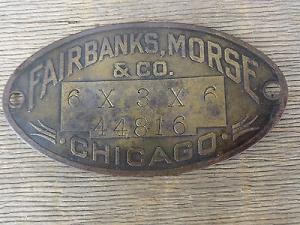 FAIRBANKS, MORSE
& CO.
6 X 3 X 6
44816
· CHICAGO ·